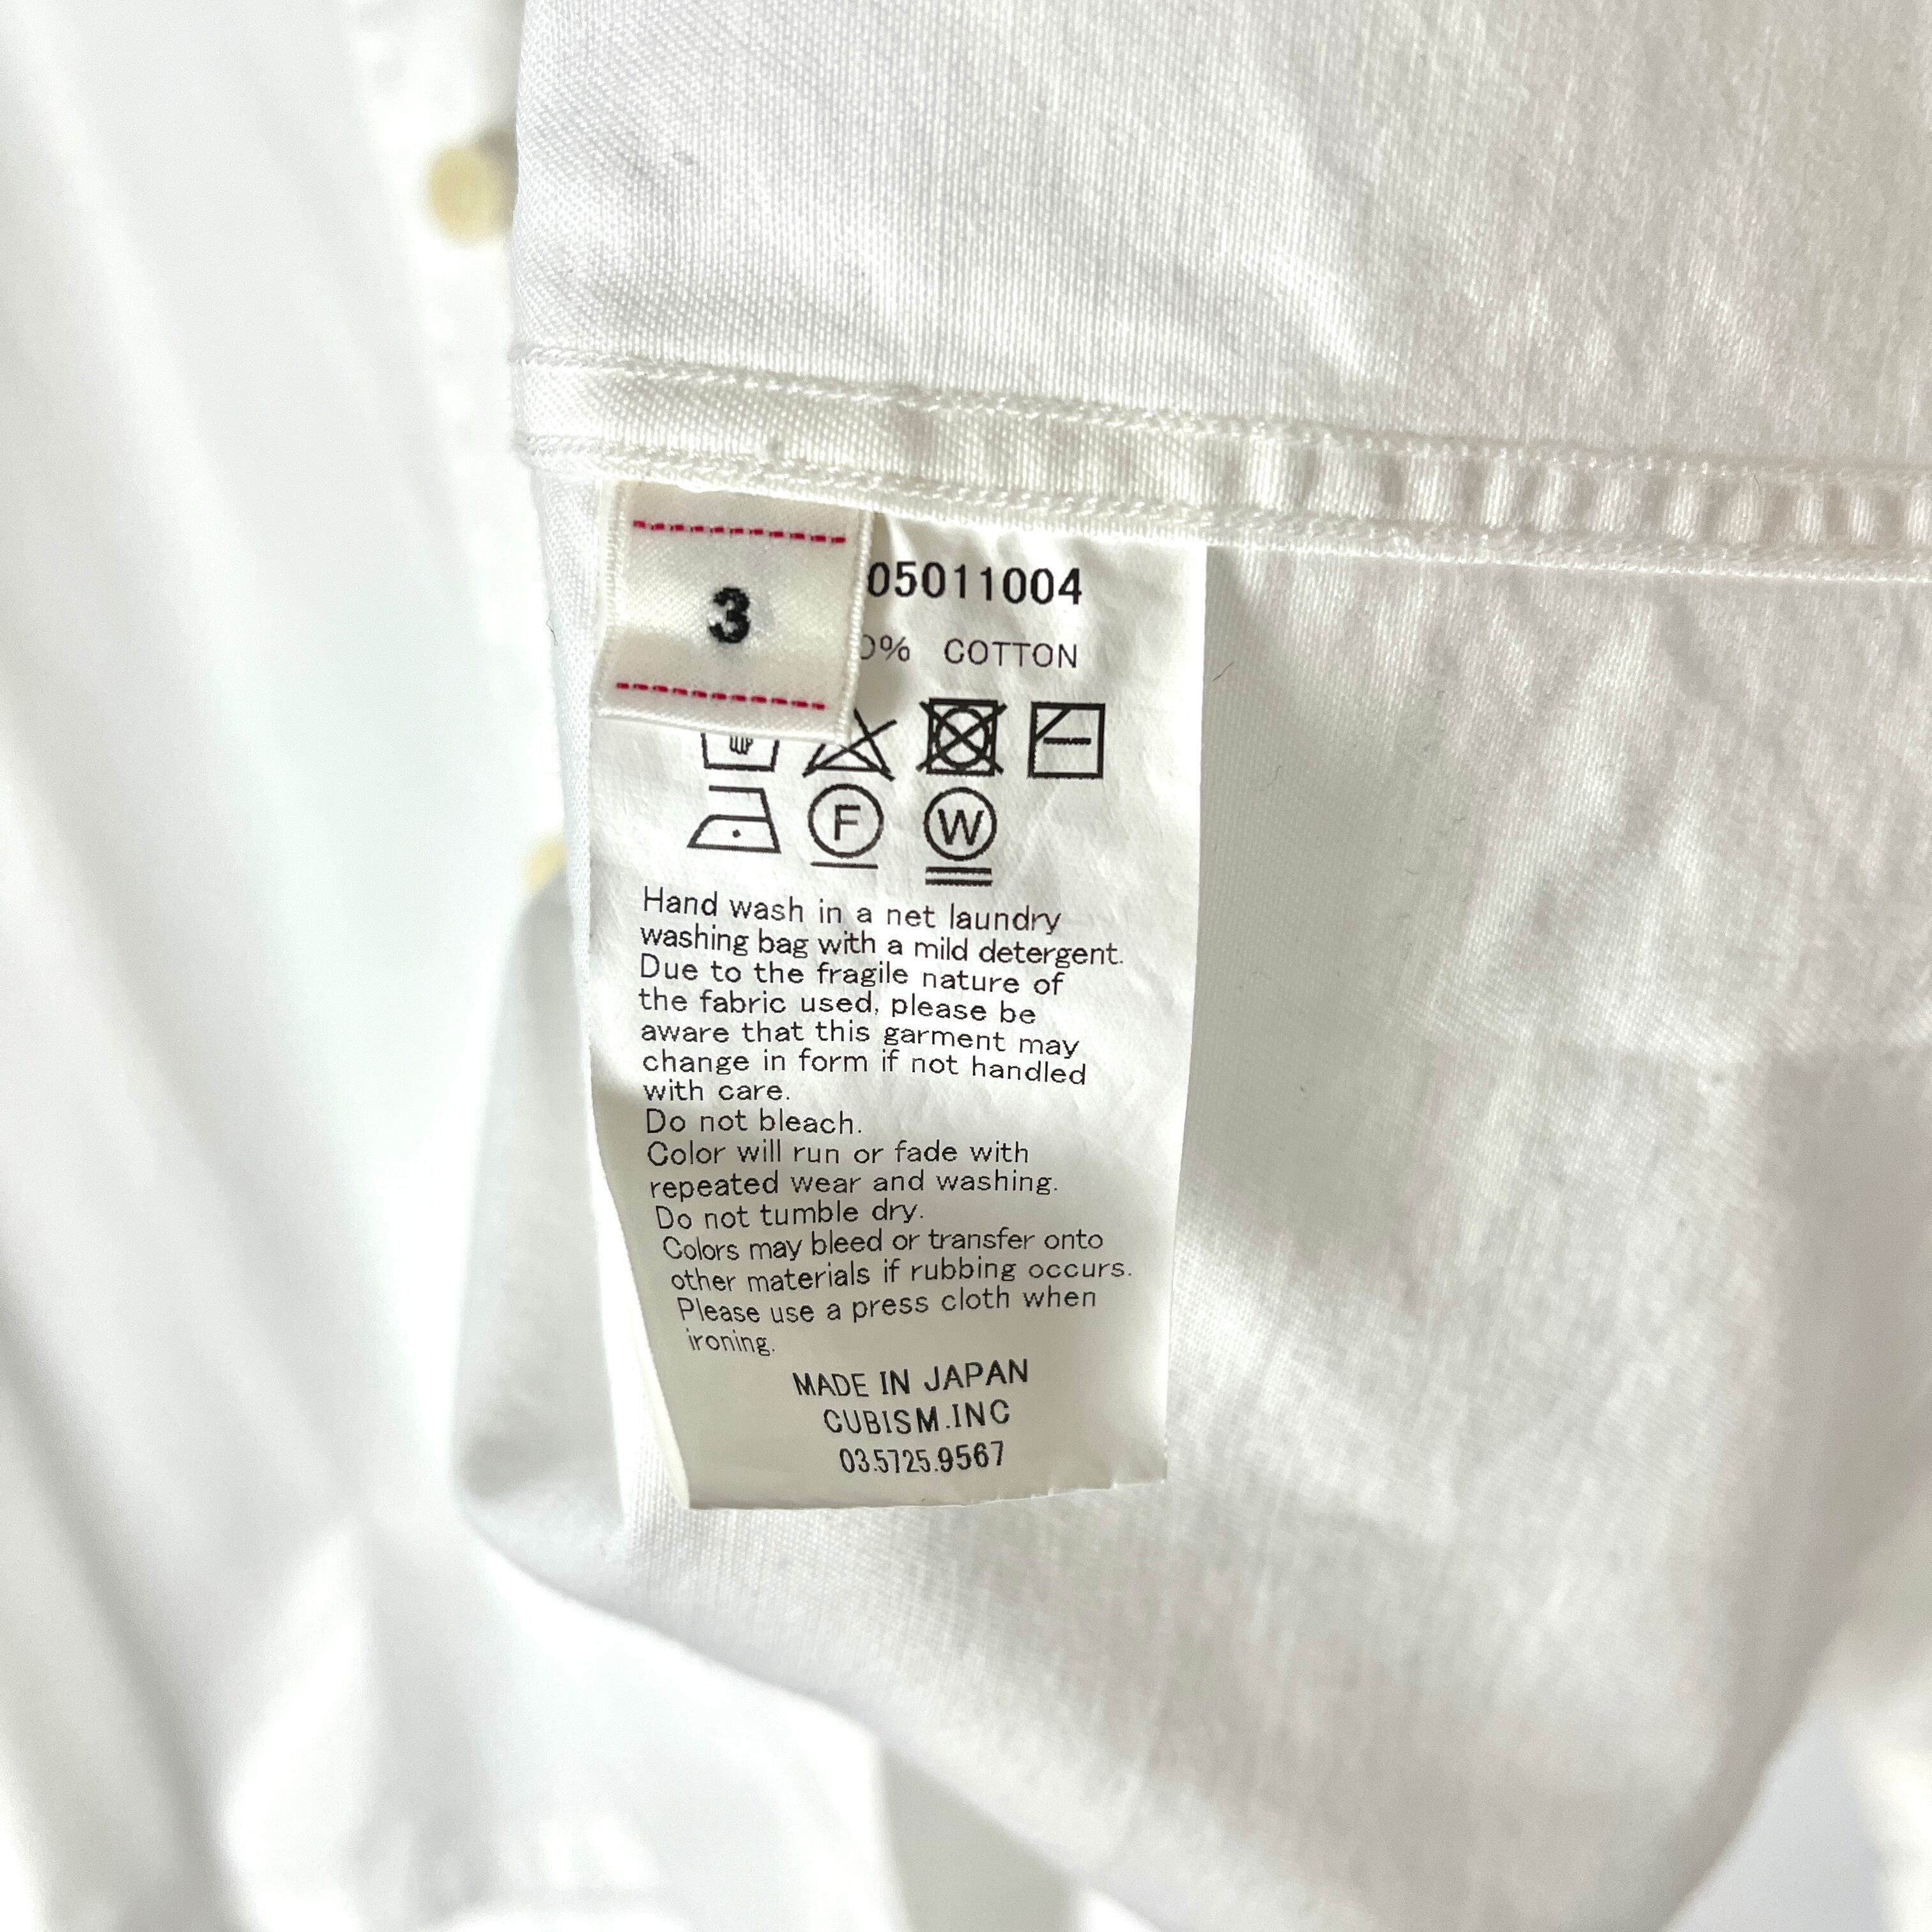 3
05011004
0% COTTON
F
W
Hand wash in a net laundry
washing bag with a mild detergent.
Due to the fragile nature of
the fabric used, please be
aware that this garment may
change in form if not handled
with care.
Do not bleach.
Color will run or fade with
repeated wear and washing.
Do not tumble dry.
Colors may bleed or transfer onto
other materials if rubbing occurs.
Please use a press cloth when
ironing.
MADE IN JAPAN
CUBISM.INC
03.5725.9567